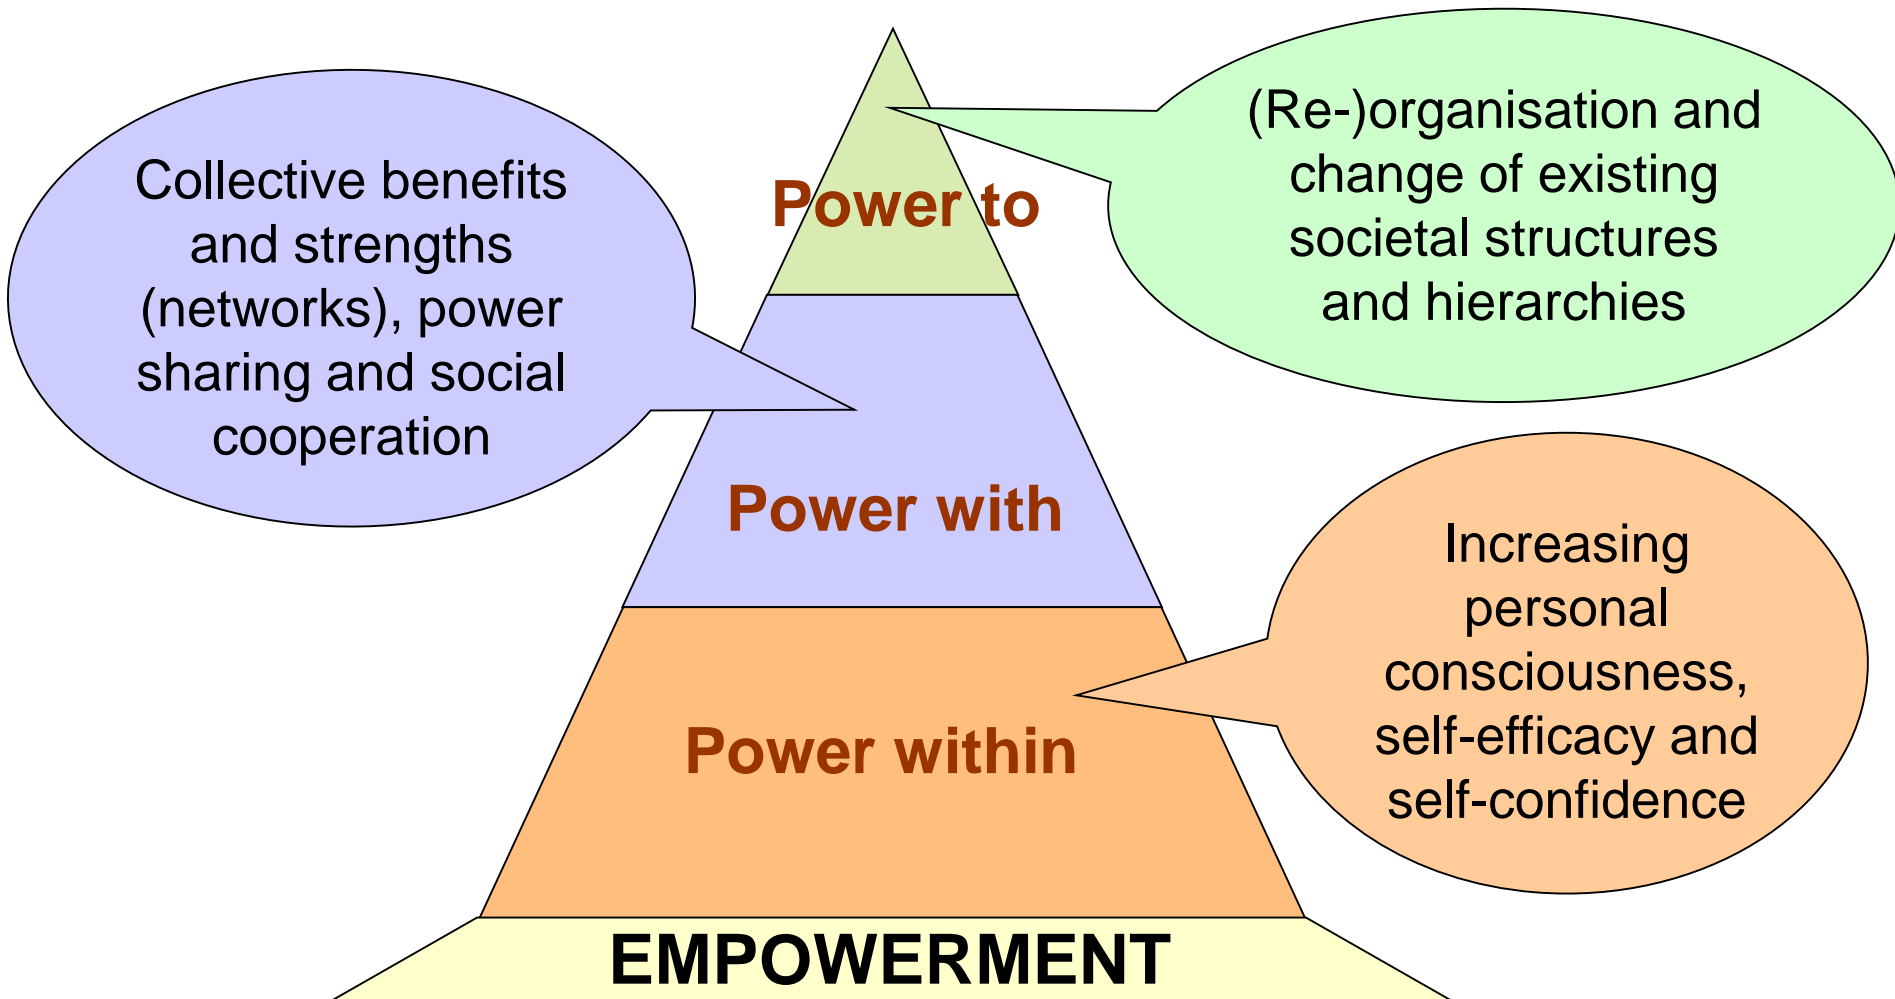 Collective benefits
and strengths
(networks), power
sharing and social
cooperation
Power to
(Re-)organisation and
change of existing
societal structures
and hierarchies
Power with
Power within
Increasing
personal
consciousness,
self-efficacy and
self-confidence
EMPOWERMENT